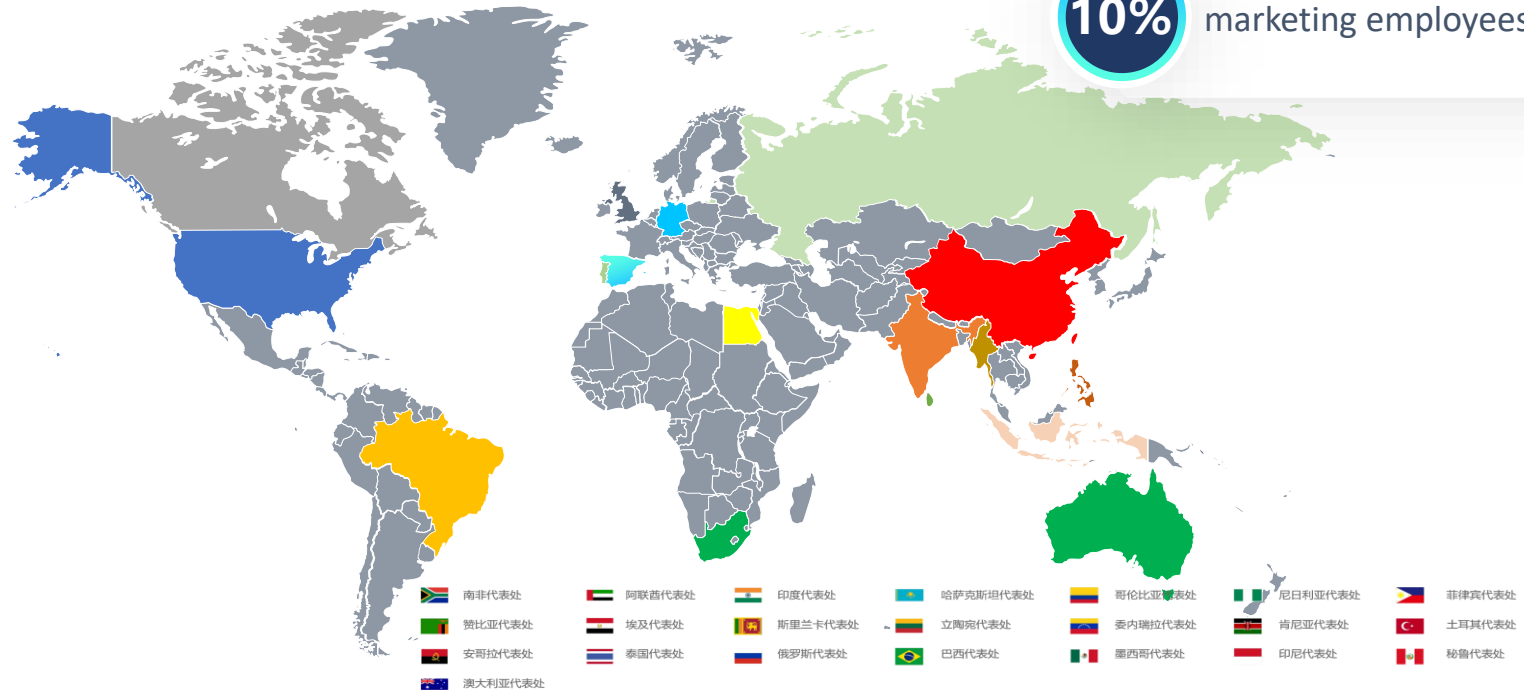 10%
marketing employees
南非代表处
阿联酋代表处
印度代表处
哈萨克斯坦代表处
哥伦比亚代表处
尼日利亚代表处
菲律宾代表处
赞比亚代表处
埃及代表处
斯里兰卡代表处
立陶宛代表处
委内瑞拉代表处
肯尼亚代表处
土耳其代表处
安哥拉代表处
泰国代表处
俄罗斯代表处
巴西代表处
墨西哥代表处
印尼代表处
秘鲁代表处
澳大利亚代表处